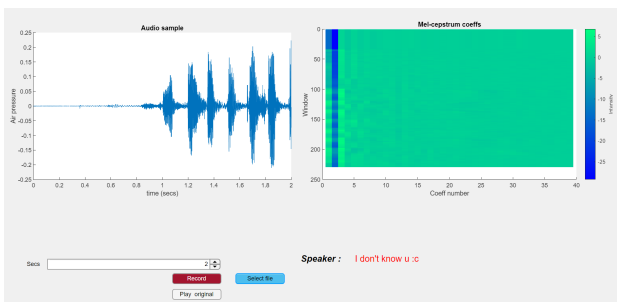 Audio sample
0.25
0.2
0.15
0.1
0.05
0
-0.05
-0.1
-0.15
-0.2
-0.25
Air pressure
0 0.2 0.4 0.6 0.8 1 1.2 1.4 1.6 1.8 2
time (secs)
Mel-cepstrum coeffs
0
50
100
150
200
250
Window
0 5 10 15 20 25 30 35 40
Coeff number
5
0
-5
-10
-15
-20
-25
Intensity
Secs 2
Record Select file
Play original
Speaker : I don't know u :c